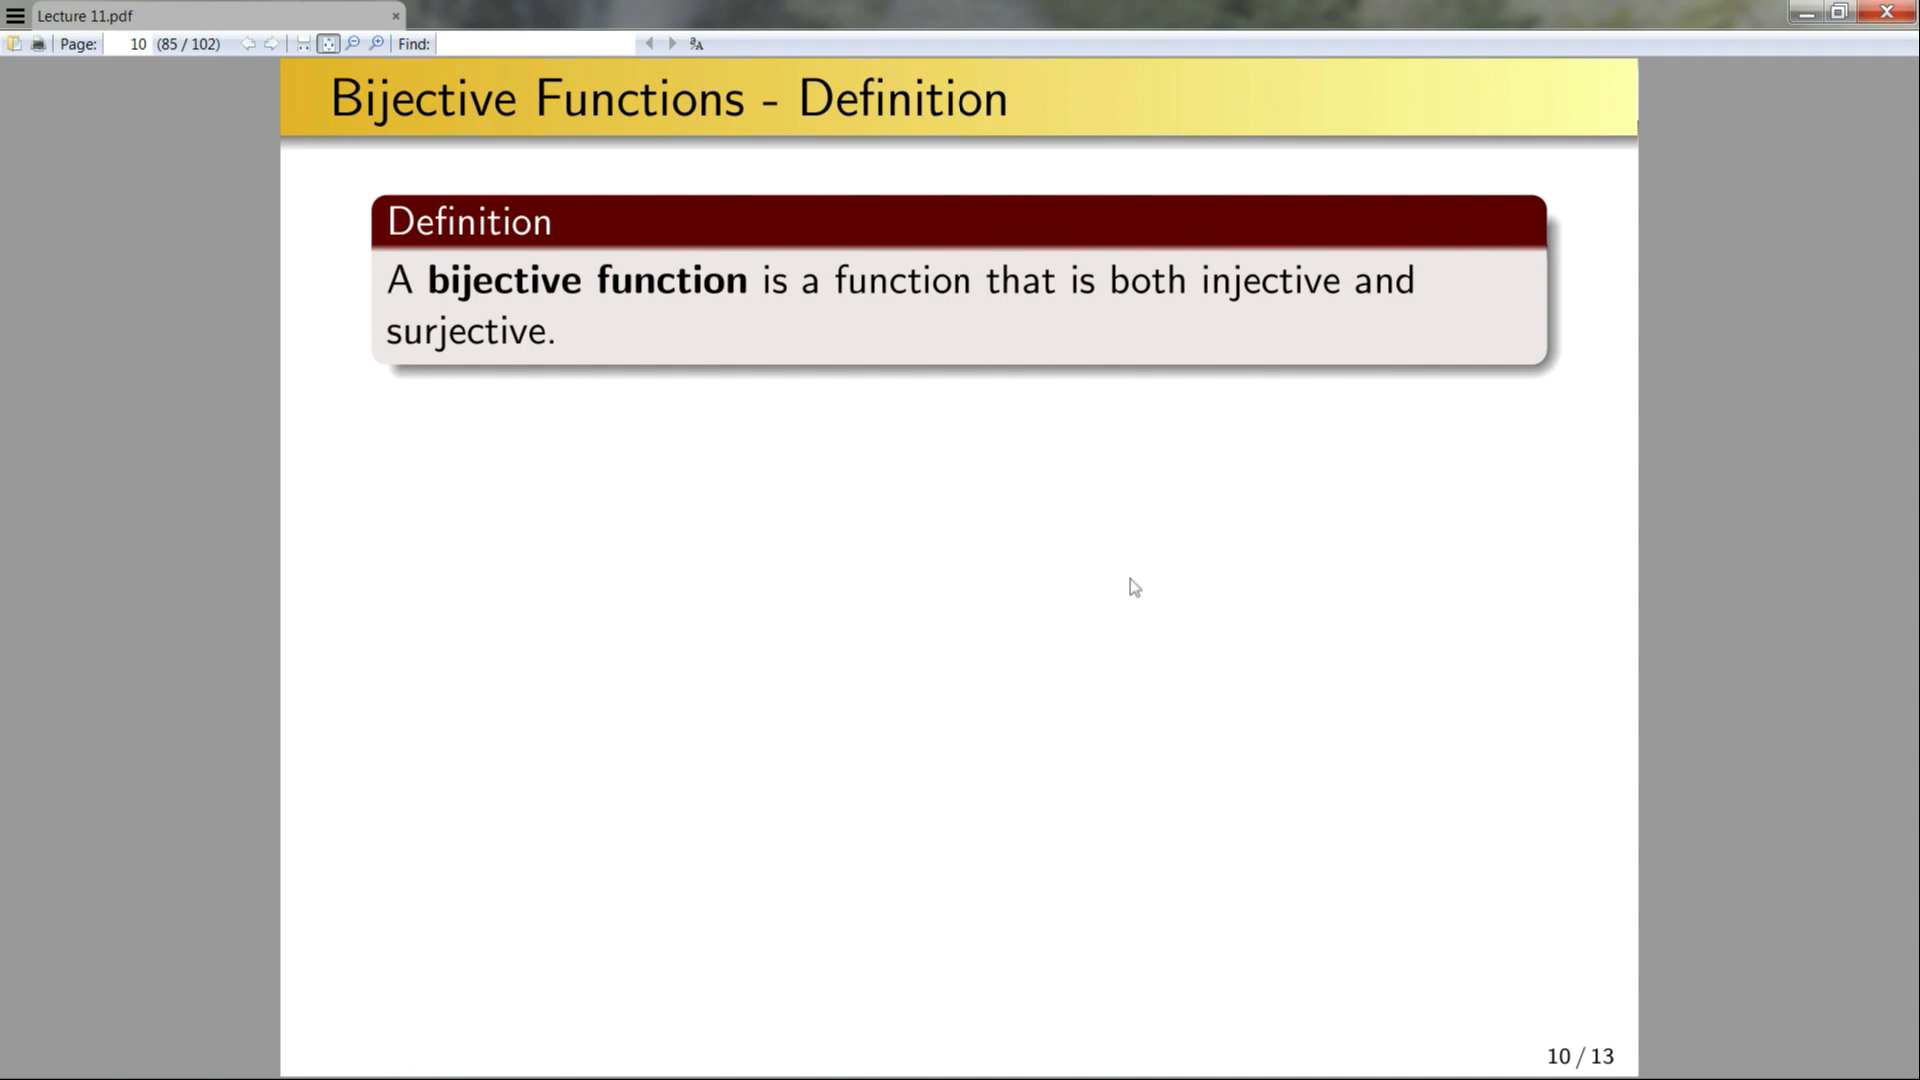 Lecture 11.pdf
Page: 10 (85 / 102) Find:
Bijective Functions - Definition
Definition
A bijective function is a function that is both injective and
surjective.
10 / 13